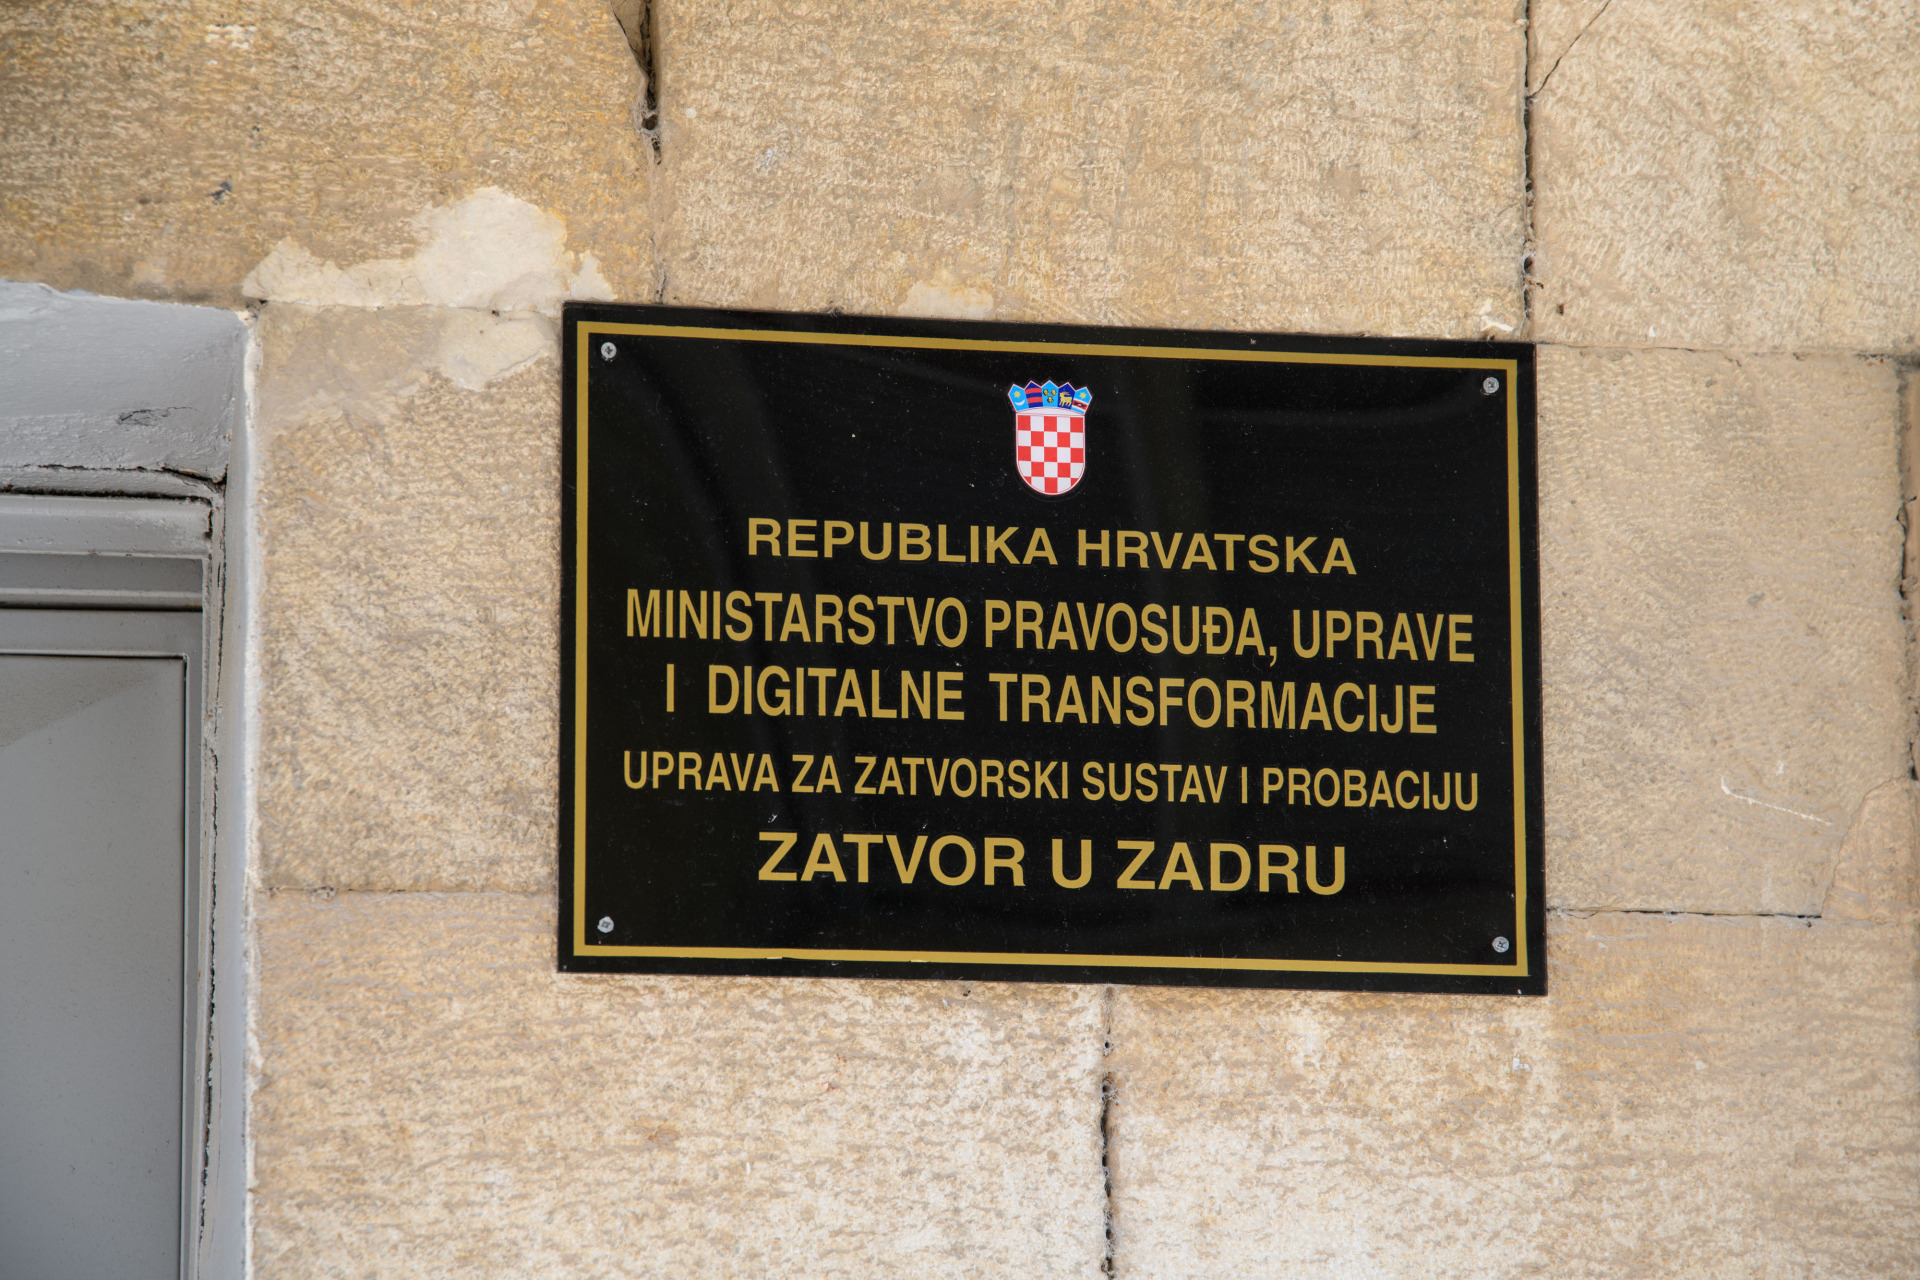 REPUBLIKA HRVATSKA
MINISTARSTVO PRAVOSUĐA, UPRAVE
I DIGITALNE TRANSFORMACIJE
UPRAVA ZA ZATVORSKI SUSTAV I PROBACIJU
ZATVOR U ZADRU